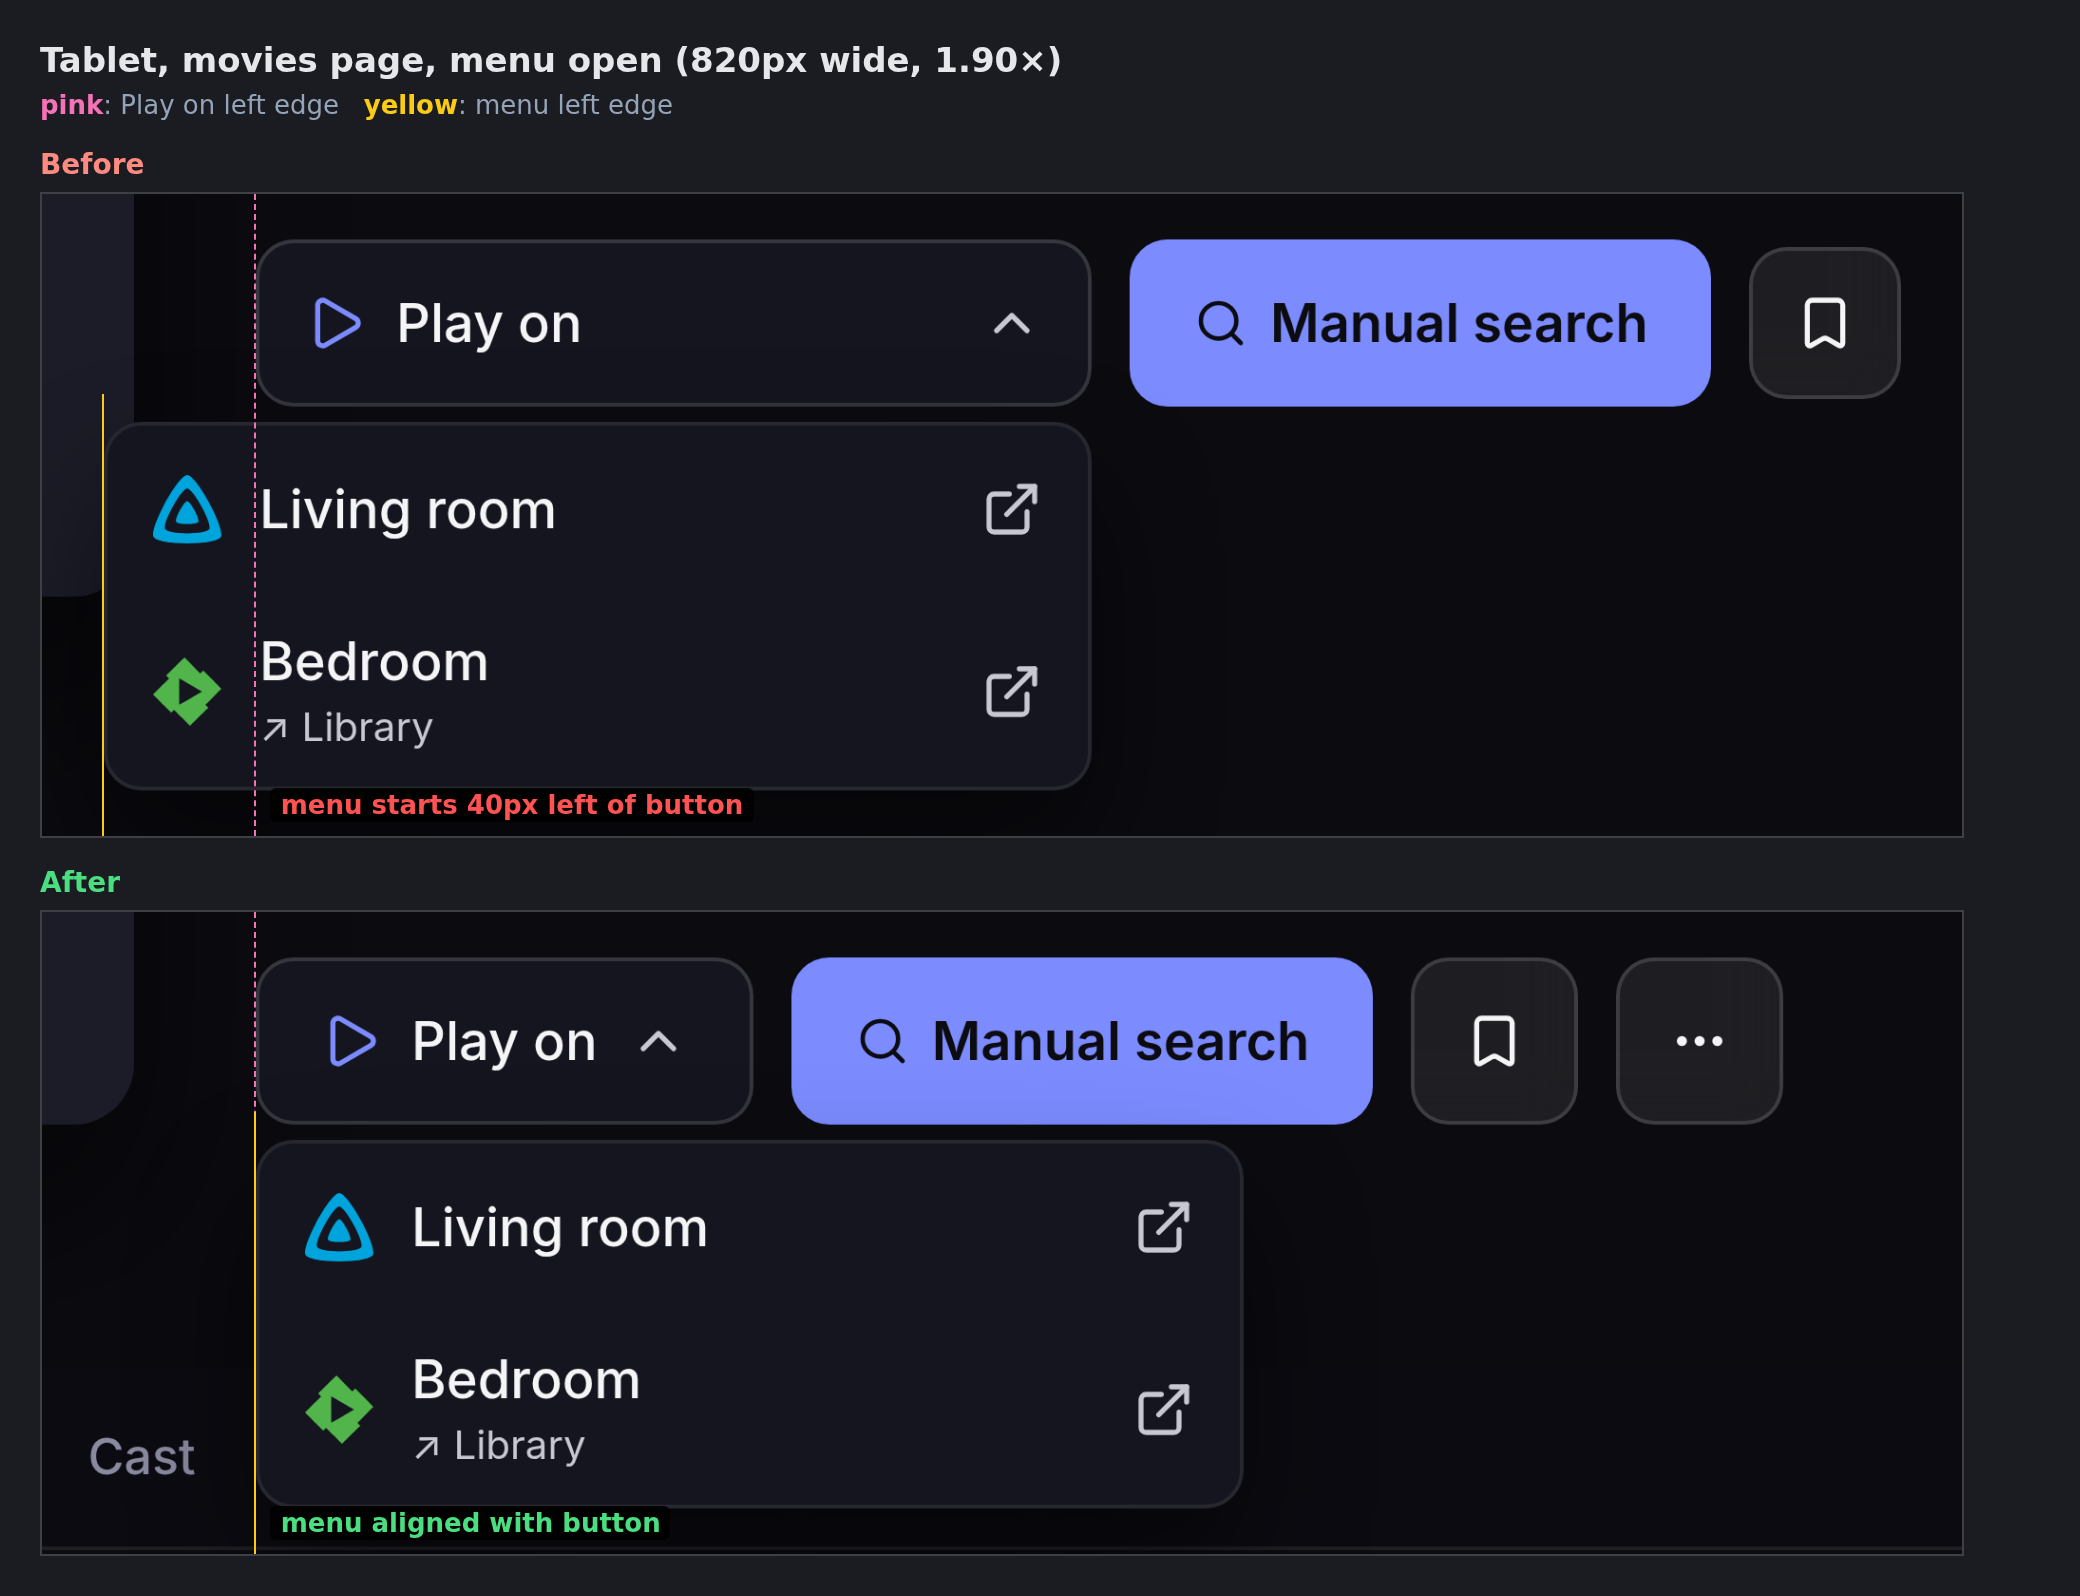 Tablet, movies page, menu open (820px wide, 1.90×)
pink: Play on left edge yellow: menu left edge
Before
Play on
Manual search
Living room
Bedroom
Library
menu starts 40px left of button
After
Play on
Manual search
Living room
Bedroom
Library
Cast
menu aligned with button